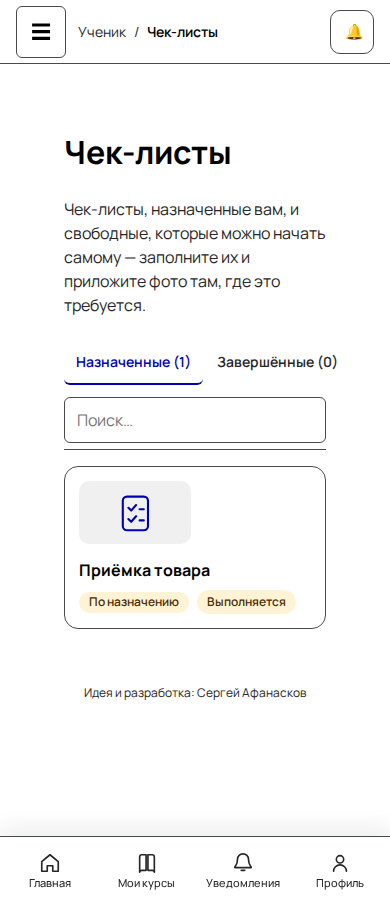 Ученик / Чек-листы
Чек-листы
Чек-листы, назначенные вам, и
свободные, которые можно начать
самому — заполните их и
приложите фото там, где это
требуется.
Назначенные (1) Завершённые (0)
Поиск...
Приёмка товара
По назначению Выполняется
Идея и разработка: Сергей Афанасков
Главная Мои курсы Уведомления Профиль